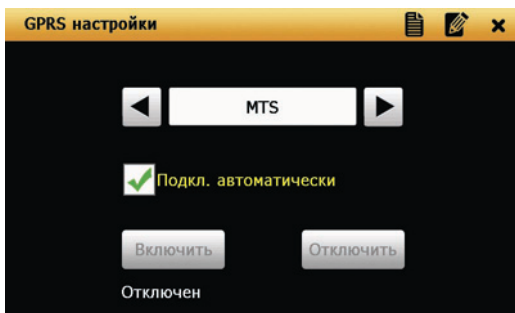 GPRS настройки
MTS
Подкл. автоматически
Включить Отключить
Отключен